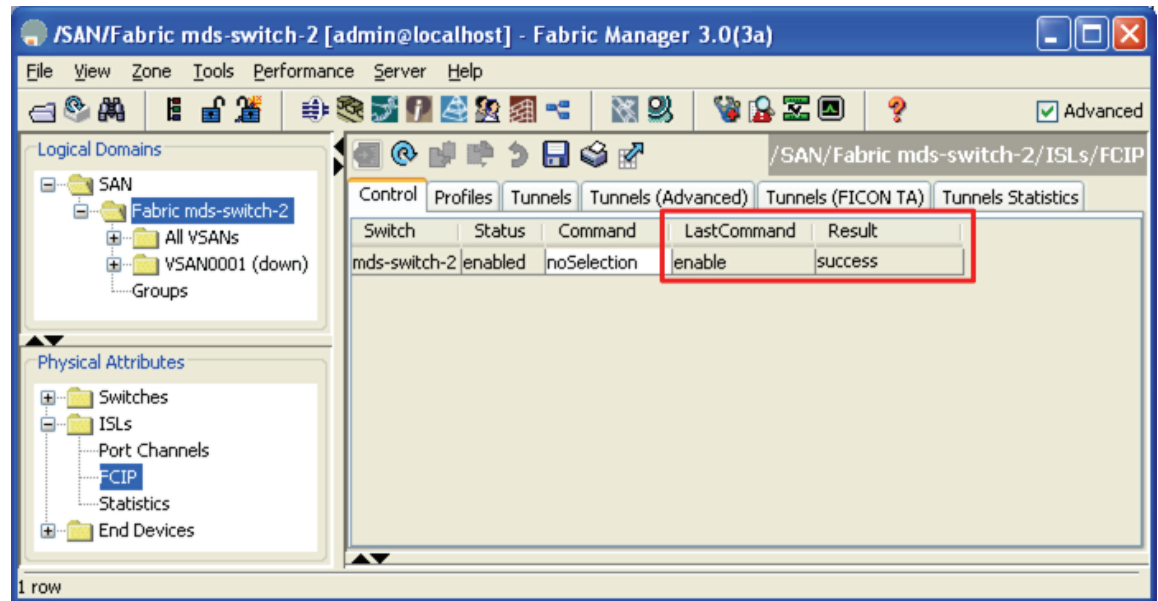 /SAN/Fabric mds-switch-2 [admin@localhost] - Fabric Manager 3.0(3a)
File View Zone Tools Performance Server Help
Advanced
Logical Domains
/SAN/Fabric mds-switch-2/ISLs/FCIP
SAN
Fabric mds-switch-2
All VSANs
VSAN0001 (down)
Groups
Control Profiles Tunnels Tunnels (Advanced) Tunnels (FICON TA) Tunnels Statistics
Switch Status Command LastCommand Result
mds-switch-2 enabled noSelection enable success
Physical Attributes
Switches
ISLs
Port Channels
FCIP
Statistics
End Devices
1 row